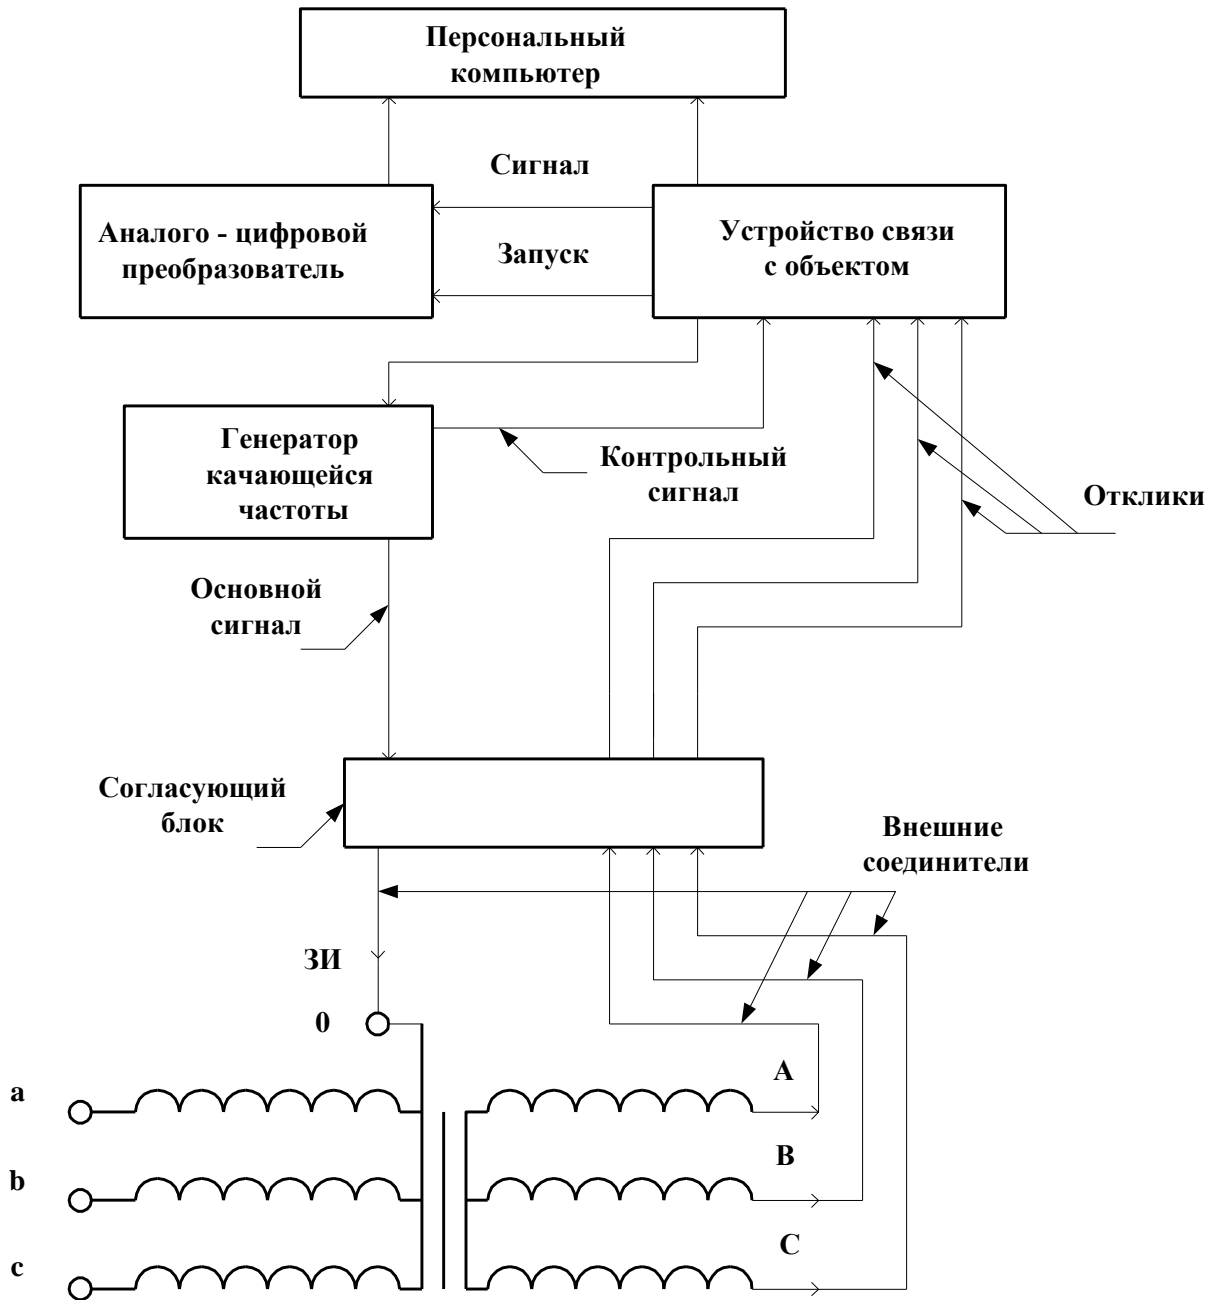 Персональный
компьютер
Сигнал
Аналого - цифровой
преобразователь
Устройство связи
с объектом
Запуск
Генератор
качающейся
частоты
Контрольный
сигнал
Отклики
Основной
сигнал
Согласующий
блок
Внешние
соединители
ЗИ
0
a
A
B
b
C
c